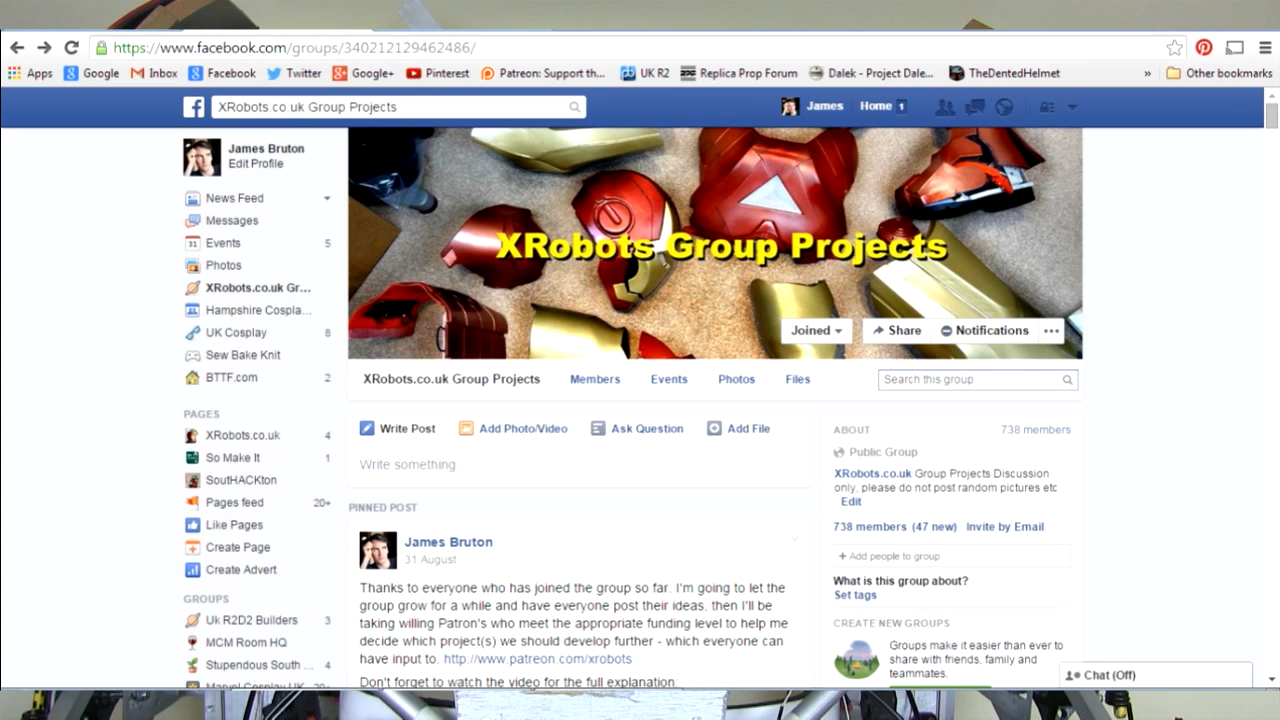 https://www.facebook.com/groups/340212129462486/
Apps Google Inbox Facebook Twitter Google+ Pinterest Patreon: Support th... UK R2 Replica Prop Forum Dalek - Project Dale... TheDentedHelmet » Other bookmarks
XRobots.co.uk Group Projects
James Home 1
James Bruton
Edit Profile
News Feed
Messages
31 Events 5
Photos
XRobots.co.uk Gr...
Hampshire Cospla...
UK Cosplay 8
Sew Bake Knit
BTTF.com 2
PAGES
XRobots.co.uk 4
So Make It 1
SoutHACKton
Pages feed 20+
Like Pages
Create Page
Create Advert
GROUPS
Uk R2D2 Builders 3
MCM Room HQ
Stupendous South ... 4
Marvel Cosplay UK 20+
XRobots Group Projects
Joined Share Notifications ...
XRobots.co.uk Group Projects Members Events Photos Files Search this group
Write Post Add Photo/Video Ask Question Add File
Write something
PINNED POST
James Bruton
31 August
Thanks to everyone who has joined the group so far. I'm going to let the
group grow for a while and have everyone post their ideas, then I'll be
taking willing Patron's who meet the appropriate funding level to help me
decide which project(s) we should develop further - which everyone can
have input to. http://www.patreon.com/xrobots
Don't forget to watch the video for the full explanation.
ABOUT 738 members
Public Group
XRobots.co.uk Group Projects Discussion
only, please do not post random pictures etc
Edit
738 members (47 new) Invite by Email
+ Add people to group
What is this group about?
Set tags
CREATE NEW GROUPS
Groups make it easier than ever to
share with friends, family and
teammates.
Chat (Off)